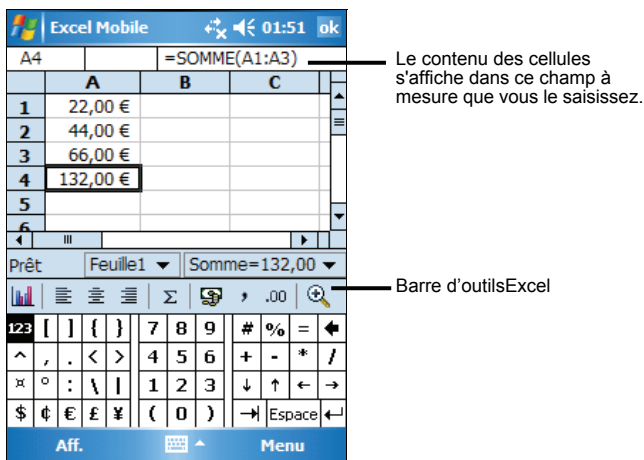 Excel Mobile 01:51 ok
A4 =SOMME(A1:A3)
Le contenu des cellules
s'affiche dans ce champ à
mesure que vous le saisissez.
A B C
1 22,00 €
2 44,00 €
3 66,00 €
4 132,00 €
5
6
Prêt Feuille1 Somme=132,00
Σ , .00
Barre d'outilsExcel
123 [ ] { } 7 8 9 # % = 🡄
^ , . < > 4 5 6 + - * /
¤ ° : \ | 1 2 3 ↓ ↑ ← →
$ ¢ € £ ¥ ( 0 ) →| Espace ↵
Aff. Menu